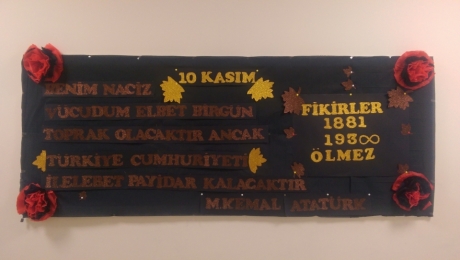 10 KASIM
BENİM NACİZ
VÜCUDUM ELBET BİRGÜN
TOPRAK OLACAKTIR ANCAK
TÜRKİYE CUMHURİYETİ
İLELEBET PAYİDAR KALACAKTIR
M.KEMAL ATATÜRK
FİKİRLER
1881
193∞
ÖLMEZ